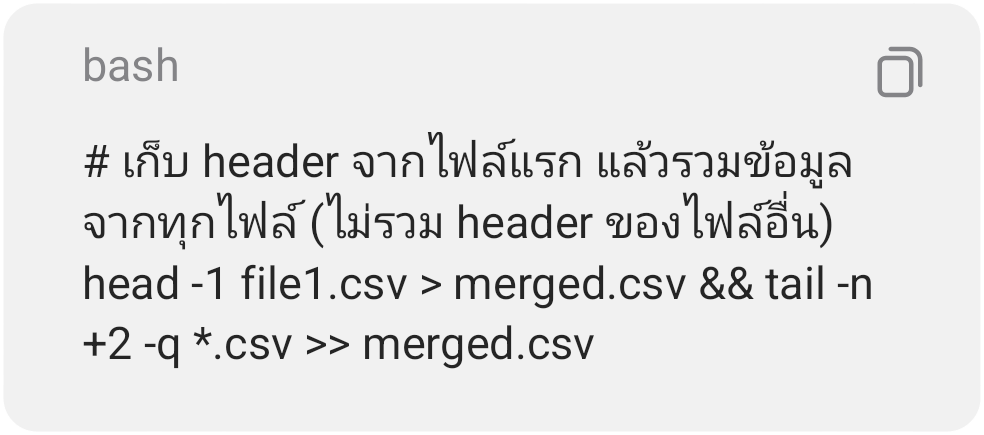 bash
# เก็บ header จากไฟล์แรก แล้วรวมข้อมูล
จากทุกไฟล์ (ไม่รวม header ของไฟล์อื่น)
head -1 file1.csv > merged.csv && tail -n
+2 -q *.csv >> merged.csv